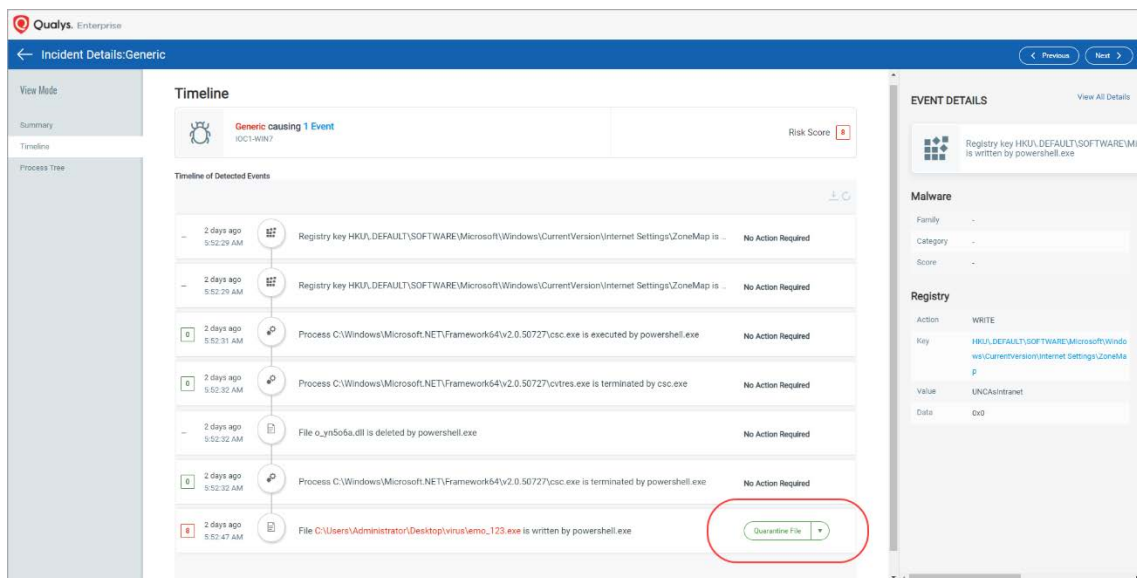 Qualys. Enterprise
Incident Details:Generic
Previous
Next
View Mode
Summary
Timeline
Process Tree
Timeline
Generic causing 1 Event
IOC1-WIN7
Risk Score 8
Timeline of Detected Events
2 days ago
5:52:29 AM
Registry key HKU\.DEFAULT\SOFTWARE\Microsoft\Windows\CurrentVersion\Internet Settings\ZoneMap is ..
No Action Required
2 days ago
5:52:29 AM
Registry key HKU\.DEFAULT\SOFTWARE\Microsoft\Windows\CurrentVersion\Internet Settings\ZoneMap is ..
No Action Required
0
2 days ago
5:52:31 AM
Process C:\Windows\Microsoft.NET\Framework64\v2.0.50727\csc.exe is executed by powershell.exe
No Action Required
0
2 days ago
5:52:32 AM
Process C:\Windows\Microsoft.NET\Framework64\v2.0.50727\cvtres.exe is terminated by csc.exe
No Action Required
2 days ago
5:52:32 AM
File o_yn5o6a.dll is deleted by powershell.exe
No Action Required
0
2 days ago
5:52:32 AM
Process C:\Windows\Microsoft.NET\Framework64\v2.0.50727\csc.exe is terminated by powershell.exe
No Action Required
8
2 days ago
5:52:47 AM
File C:\Users\Administrator\Desktop\virus\emo_123.exe is written by powershell.exe
Quarantine File
EVENT DETAILS
View All Details
Registry key HKU\.DEFAULT\SOFTWARE\Mi
is written by powershell.exe
Malware
Family -
Category -
Score -
Registry
Action WRITE
Key HKU\.DEFAULT\SOFTWARE\Microsoft\Windo
ws\CurrentVersion\Internet Settings\ZoneMa
p
Value UNCAsIntranet
Data 0x0